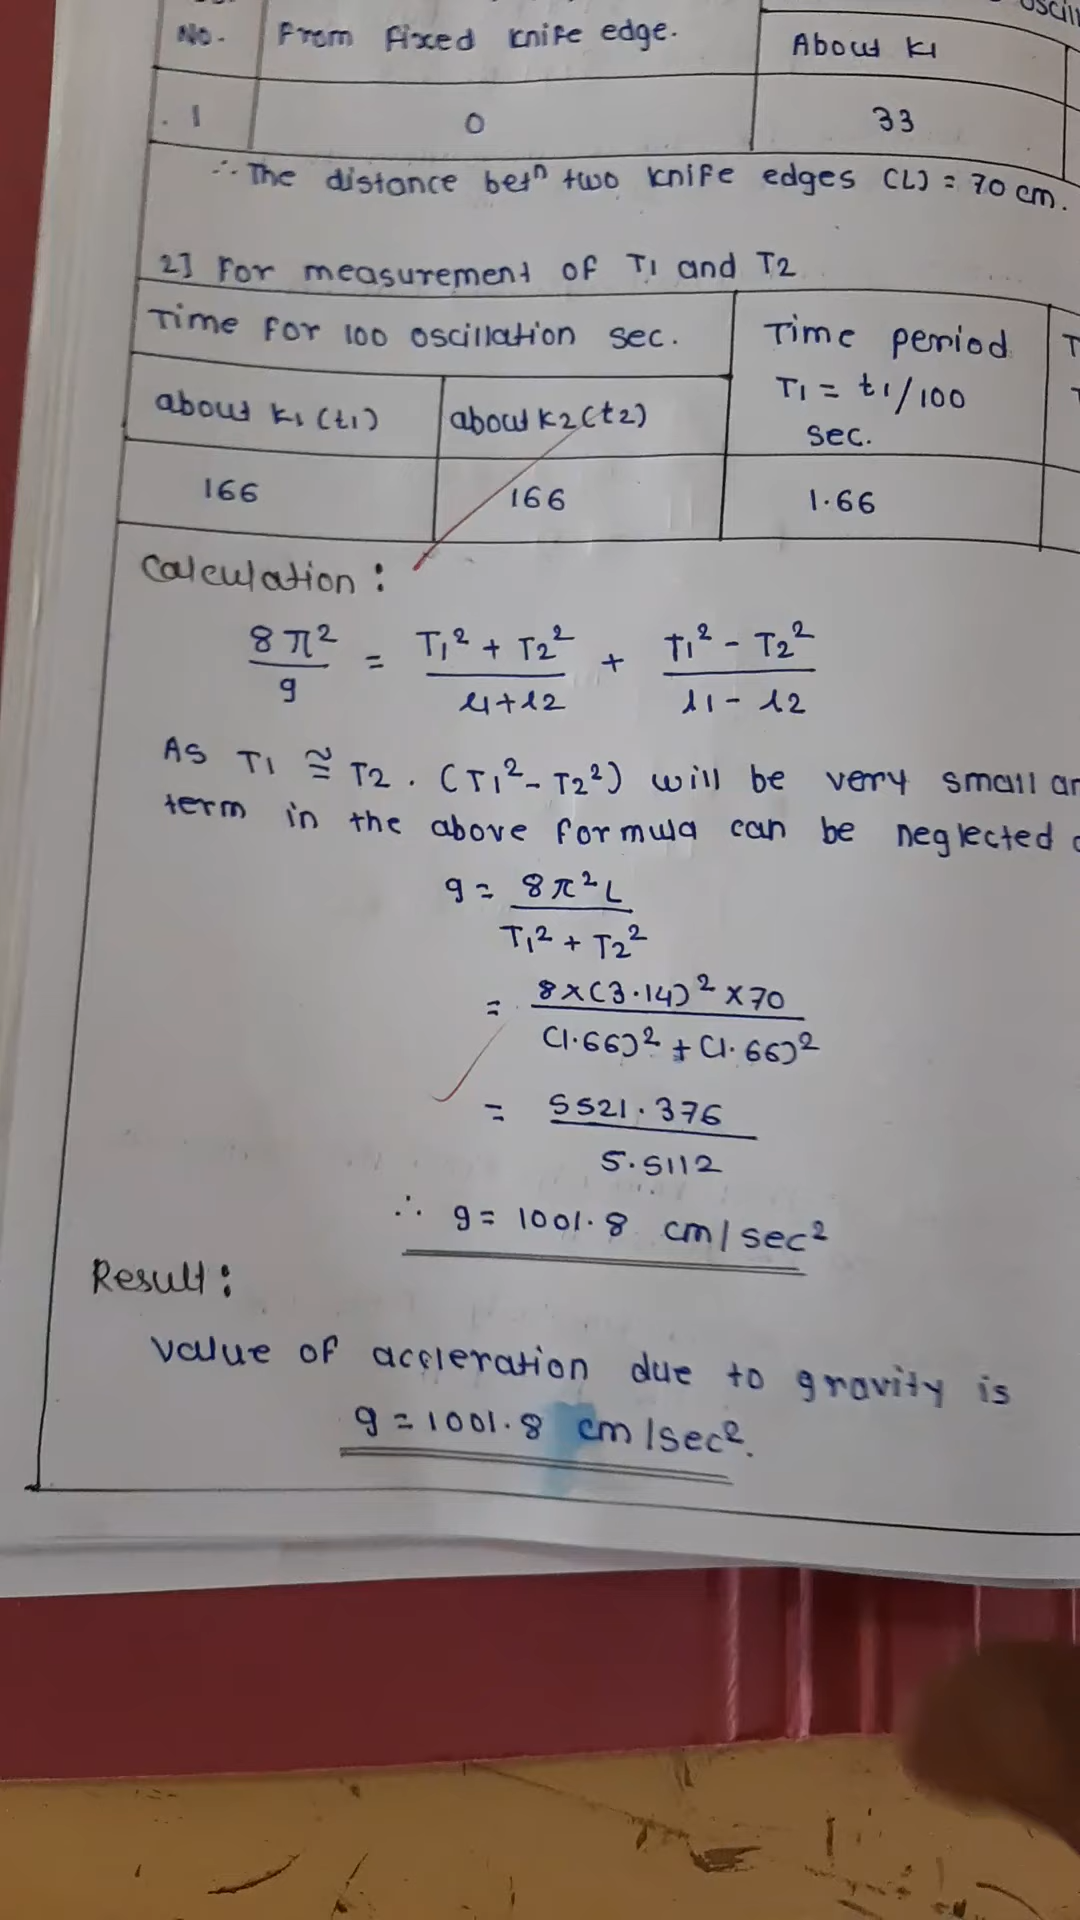 No. From fixed knife edge. About K1
1 0 33
∴ The distance betn two knife edges (L) = 70 cm.
2] For measurement of T1 and T2
Time for 100 oscillation sec. Time period
T1 = t1/100
sec.
about K1 (t1) about K2 (t2)
166 166 1.66
Calculation :
8π²/g = T1² + T2²/l1+l2 + T1² - T2²/l1 - l2
As T1 ≅ T2 . (T1² - T2²) will be very small
term in the above formula can be neglected
g = 8π²L/T1² + T2²
= 8×(3.14)² ×70/(1.66)² + (1.66)²
= 5521.376/5.5112
∴ g = 1001.8 cm/sec²
Result :
value of accleration due to gravity is
g = 1001.8 cm/sec².